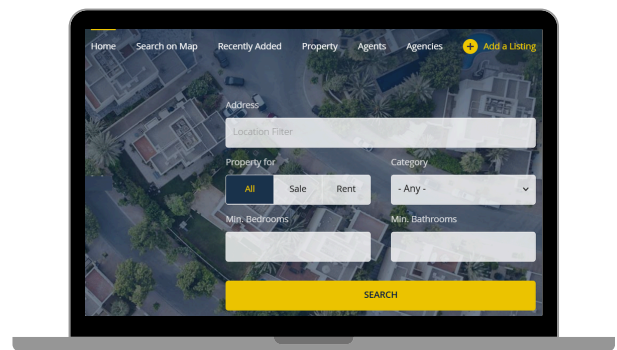 Home Search on Map Recently Added Property Agents Agencies + Add a Listing
Address
Location Filter
Property for Category
All Sale Rent - Any -
Min. Bedrooms Min. Bathrooms
SEARCH